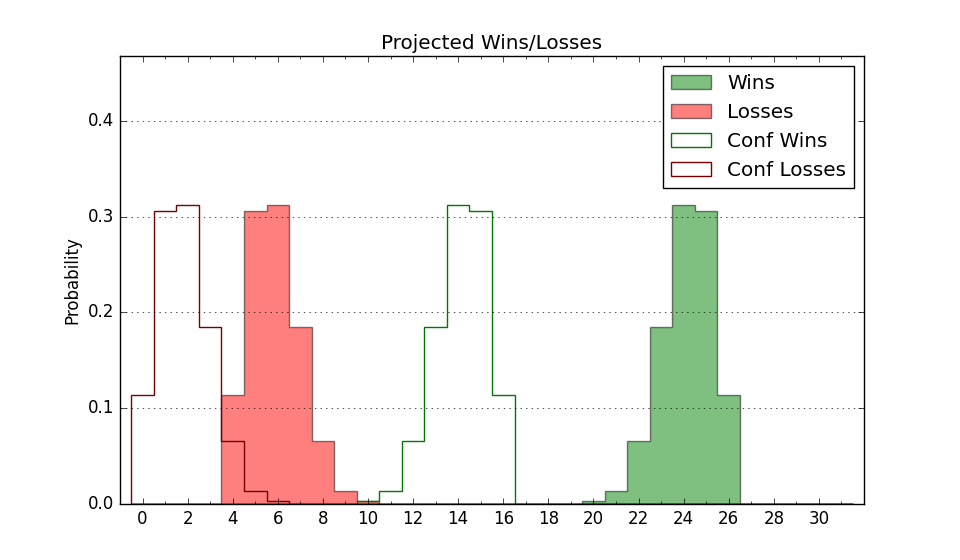 Projected Wins/Losses
Wins
Losses
Conf Wins
Conf Losses
Probability
0.4
0.3
0.2
0.1
0.0
0 2 4 6 8 10 12 14 16 18 20 22 24 26 28 30